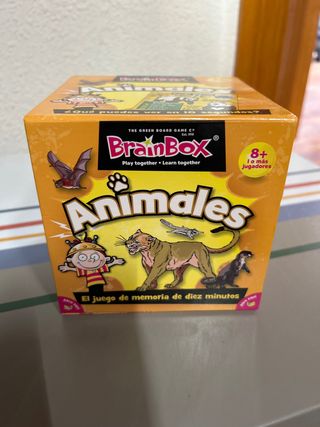 BrainBox
Animales
¿Qué puedes ver en 10 segundos?
THE GREEN BOARD GAME Cº
BrainBox
Play together • Learn together
8+
1 o más
jugadores
Animales
El juego de memoria de diez minutos